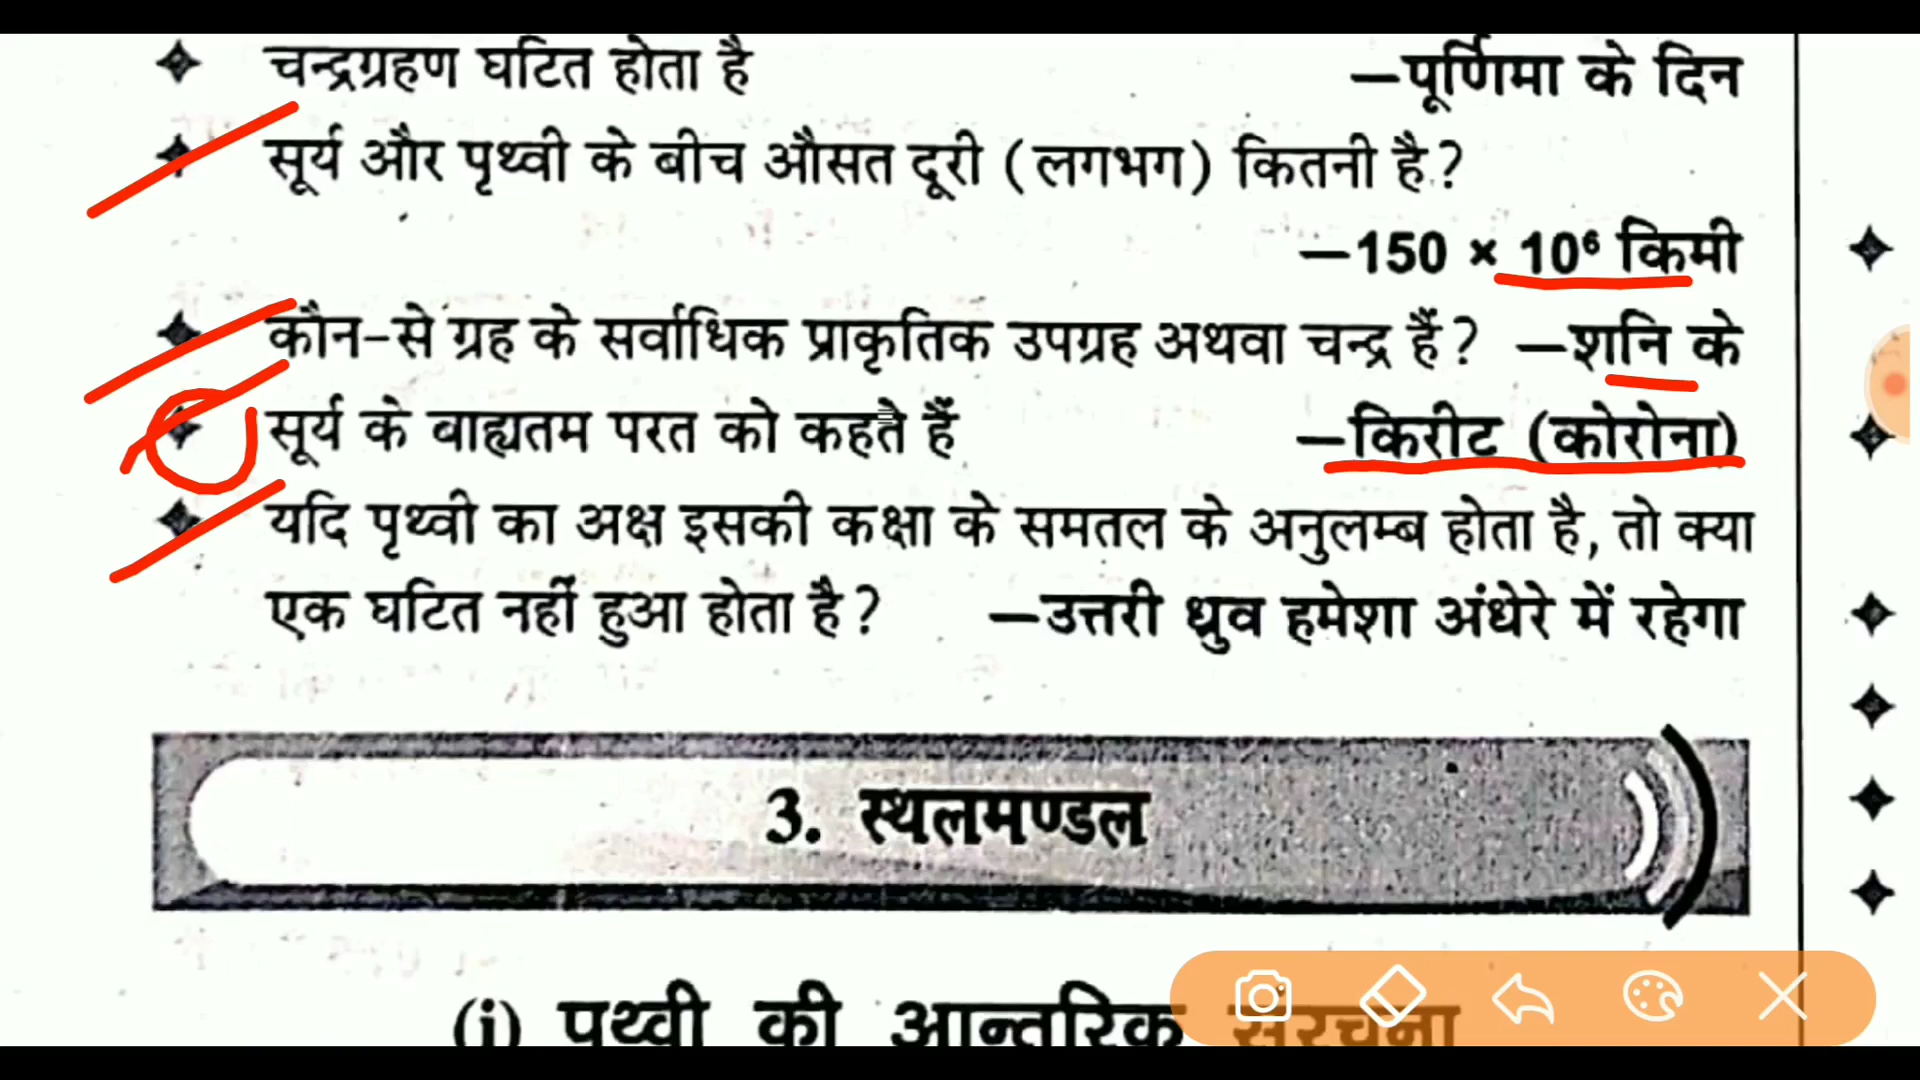 चन्द्रग्रहण घटित होता है —पूर्णिमा के दिन
सूर्य और पृथ्वी के बीच औसत दूरी (लगभग) कितनी है?
—150 × 10⁶ किमी
कौन-से ग्रह के सर्वाधिक प्राकृतिक उपग्रह अथवा चन्द्र हैं? —शनि के
सूर्य के बाह्यतम परत को कहते हैं —किरीट (कोरोना)
यदि पृथ्वी का अक्ष इसकी कक्षा के समतल के अनुलम्ब होता है, तो क्या
एक घटित नहीं हुआ होता है? —उत्तरी ध्रुव हमेशा अंधेरे में रहेगा
3. स्थलमण्डल
(i) पृथ्वी की आन्तरिक संरचना